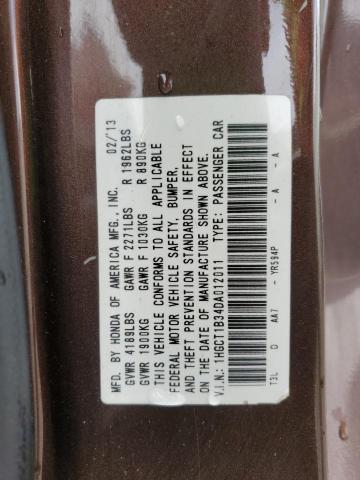 MFD. BY HONDA OF AMERICA MFG., INC. 02/'13
GVWR 4189LBS GAWR F 2271LBS R 1962LBS
GVWR 1900KG GAWR F 1030KG R 890KG
THIS VEHICLE CONFORMS TO ALL APPLICABLE
FEDERAL MOTOR VEHICLE SAFETY, BUMPER,
AND THEFT PREVENTION STANDARDS IN EFFECT
ON THE DATE OF MANUFACTURE SHOWN ABOVE.
V.I.N.: 1HGCT1B34DA012011 TYPE: PASSENGER CAR
T3L D AA7 - YR594P - A - A